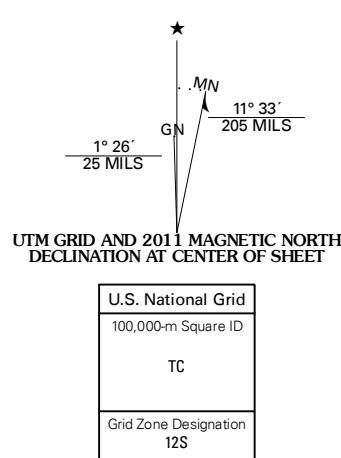 ★
MN
GN
11° 33´
205 MILS
1° 26´
25 MILS
UTM GRID AND 2011 MAGNETIC NORTH
DECLINATION AT CENTER OF SHEET
U.S. National Grid
100,000-m Square ID
TC
Grid Zone Designation
12S